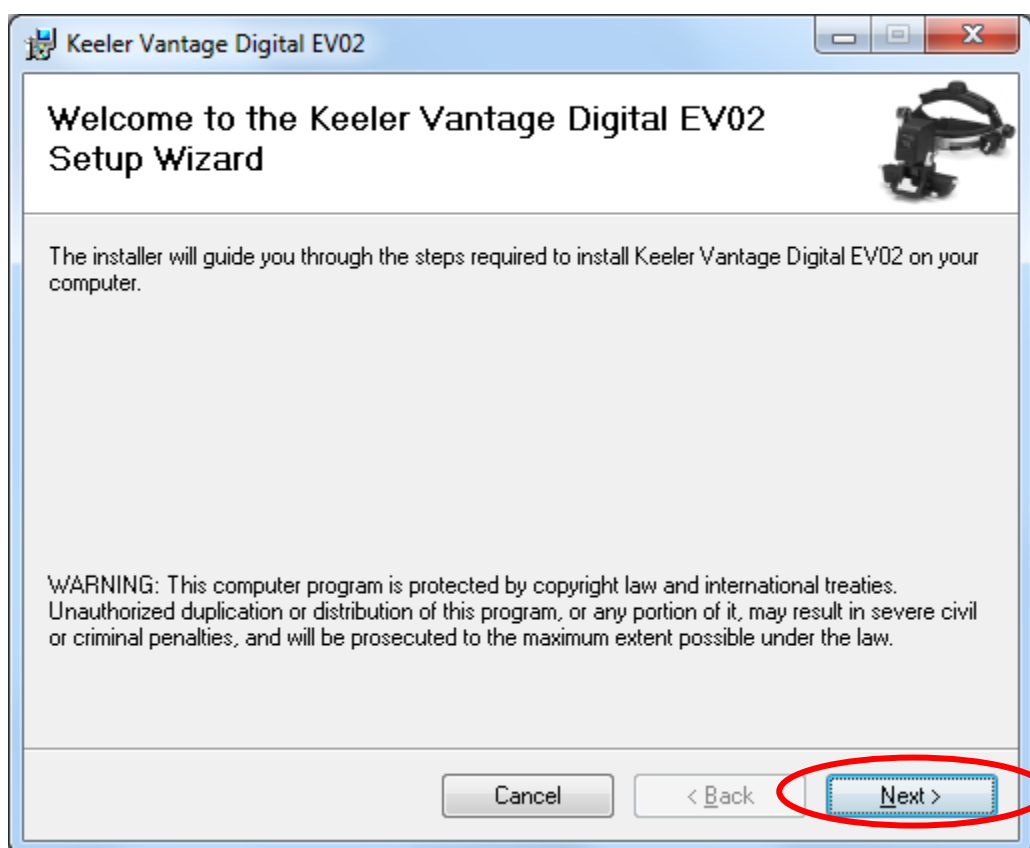 Keeler Vantage Digital EV02
Welcome to the Keeler Vantage Digital EV02
Setup Wizard
The installer will guide you through the steps required to install Keeler Vantage Digital EV02 on your
computer.
WARNING: This computer program is protected by copyright law and international treaties.
Unauthorized duplication or distribution of this program, or any portion of it, may result in severe civil
or criminal penalties, and will be prosecuted to the maximum extent possible under the law.
Cancel < Back Next >